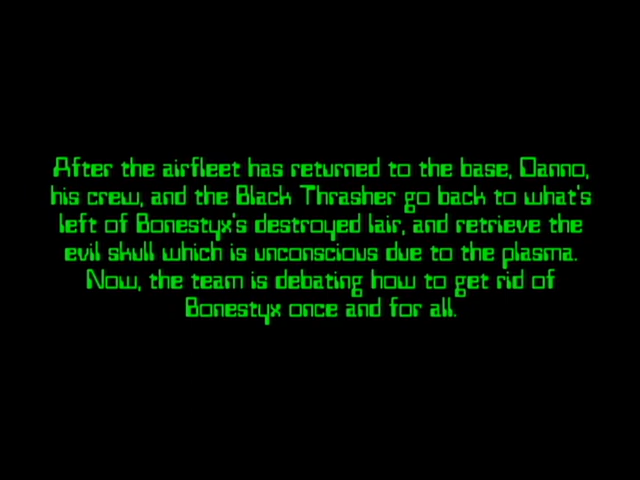 After the airfleet has returned to the base, Danno,
his crew, and the Black Thrasher go back to what's
left of Bonestyx's destroyed lair, and retrieve the
evil skull which is unconscious due to the plasma.
Now, the team is debating how to get rid of
Bonestyx once and for all.